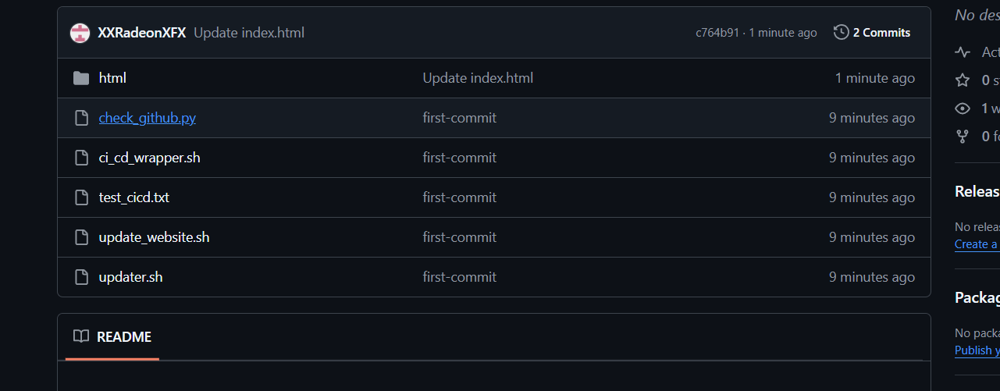 XXRadeonXFX Update index.html c764b91 · 1 minute ago 2 Commits
html Update index.html 1 minute ago
check_github.py first-commit 9 minutes ago
ci_cd_wrapper.sh first-commit 9 minutes ago
test_cicd.txt first-commit 9 minutes ago
update_website.sh first-commit 9 minutes ago
updater.sh first-commit 9 minutes ago
README
No des
Act
0 s
1 w
0 fo
Releas
No releas
Create a
Packag
No packa
Publish y